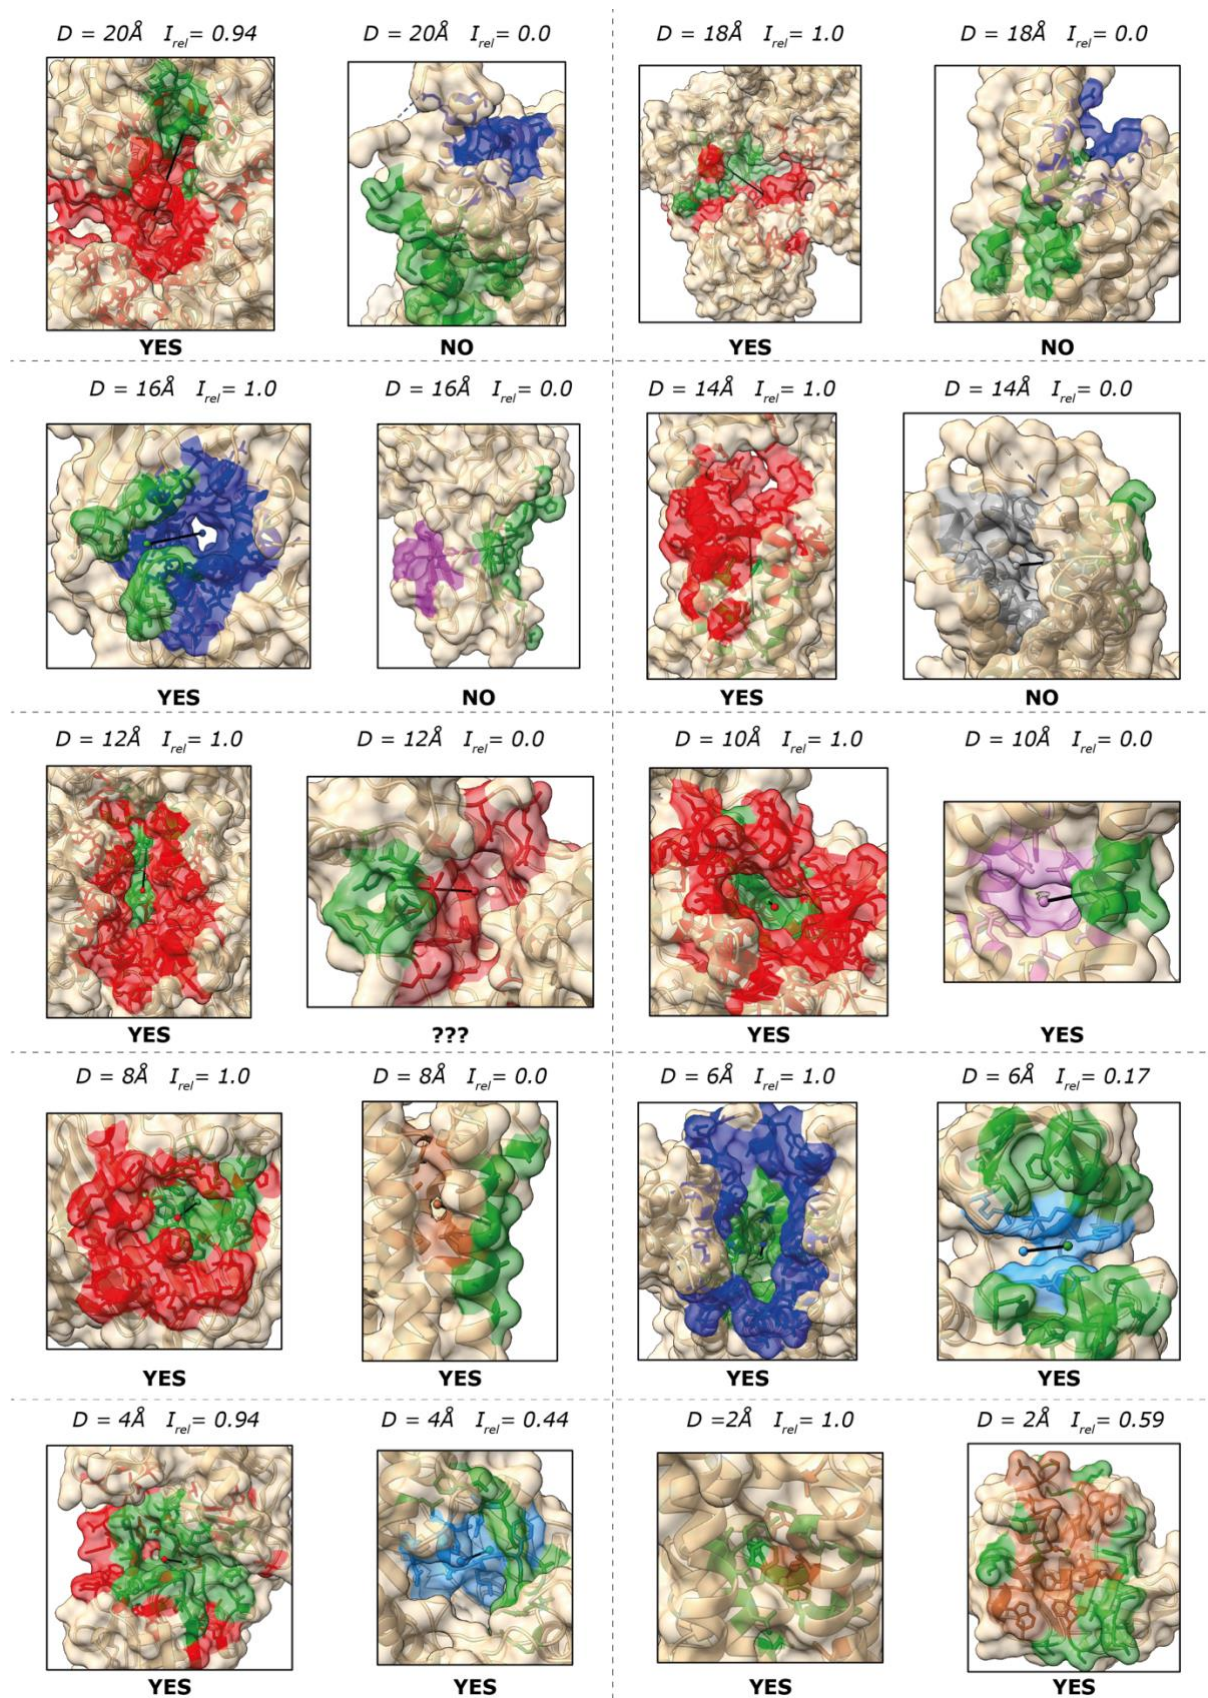 D = 20Å I_rel = 0.94 D = 20Å I_rel = 0.0 D = 18Å I_rel = 1.0 D = 18Å I_rel = 0.0
YES NO YES NO
D = 16Å I_rel = 1.0 D = 16Å I_rel = 0.0 D = 14Å I_rel = 1.0 D = 14Å I_rel = 0.0
YES NO YES NO
D = 12Å I_rel = 1.0 D = 12Å I_rel = 0.0 D = 10Å I_rel = 1.0 D = 10Å I_rel = 0.0
YES ??? YES YES
D = 8Å I_rel = 1.0 D = 8Å I_rel = 0.0 D = 6Å I_rel = 1.0 D = 6Å I_rel = 0.17
YES YES YES YES
D = 4Å I_rel = 0.94 D = 4Å I_rel = 0.44 D =2Å I_rel = 1.0 D = 2Å I_rel = 0.59
YES YES YES YES